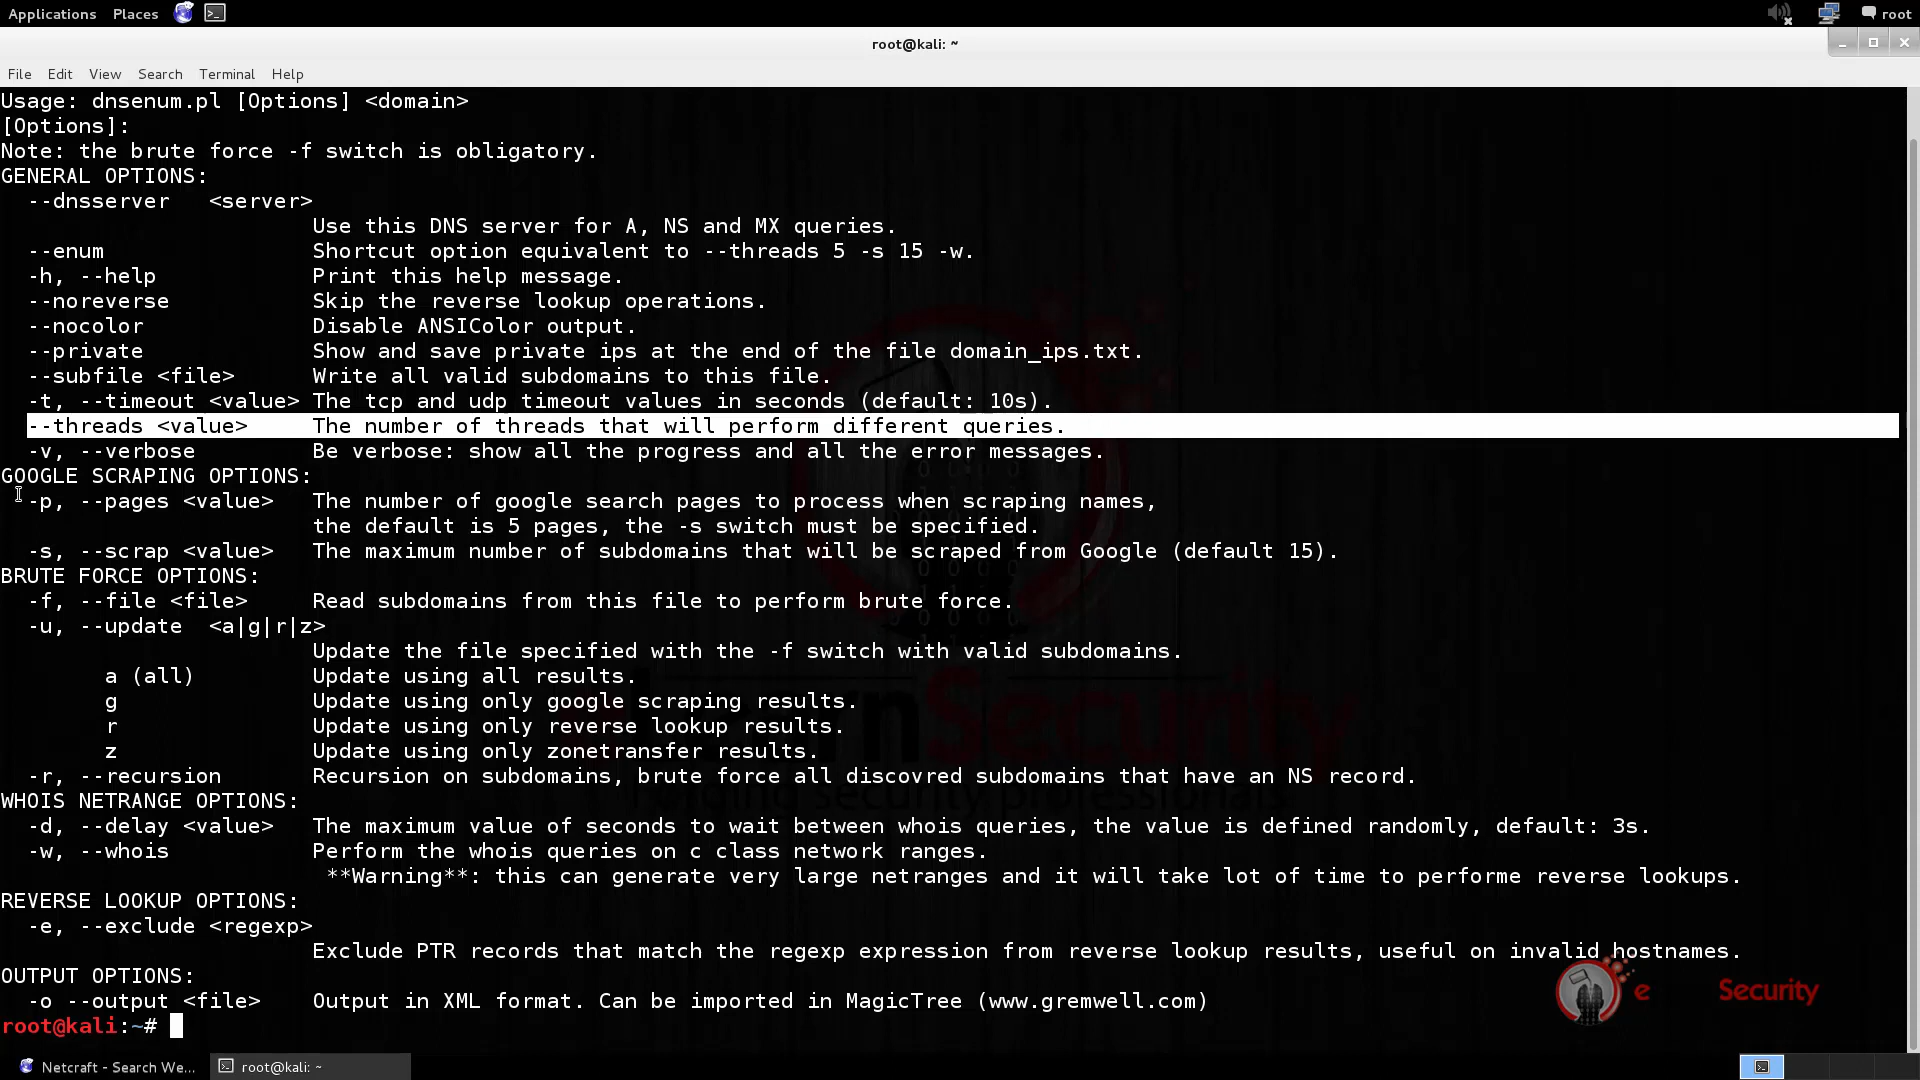 Applications Places root
root@kali: ~
File Edit View Search Terminal Help
Usage: dnsenum.pl [Options] <domain>
[Options]:
Note: the brute force -f switch is obligatory.
GENERAL OPTIONS:
--dnsserver <server>
Use this DNS server for A, NS and MX queries.
--enum Shortcut option equivalent to --threads 5 -s 15 -w.
-h, --help Print this help message.
--noreverse Skip the reverse lookup operations.
--nocolor Disable ANSIColor output.
--private Show and save private ips at the end of the file domain_ips.txt.
--subfile <file> Write all valid subdomains to this file.
-t, --timeout <value> The tcp and udp timeout values in seconds (default: 10s).
--threads <value> The number of threads that will perform different queries.
-v, --verbose Be verbose: show all the progress and all the error messages.
GOOGLE SCRAPING OPTIONS:
-p, --pages <value> The number of google search pages to process when scraping names,
the default is 5 pages, the -s switch must be specified.
-s, --scrap <value> The maximum number of subdomains that will be scraped from Google (default 15).
BRUTE FORCE OPTIONS:
-f, --file <file> Read subdomains from this file to perform brute force.
-u, --update <a|g|r|z>
Update the file specified with the -f switch with valid subdomains.
a (all) Update using all results.
g Update using only google scraping results.
r Update using only reverse lookup results.
z Update using only zonetransfer results.
-r, --recursion Recursion on subdomains, brute force all discovred subdomains that have an NS record.
WHOIS NETRANGE OPTIONS:
-d, --delay <value> The maximum value of seconds to wait between whois queries, the value is defined randomly, default: 3s.
-w, --whois Perform the whois queries on c class network ranges.
**Warning**: this can generate very large netranges and it will take lot of time to performe reverse lookups.
REVERSE LOOKUP OPTIONS:
-e, --exclude <regexp>
Exclude PTR records that match the regexp expression from reverse lookup results, useful on invalid hostnames.
OUTPUT OPTIONS:
-o --output <file> Output in XML format. Can be imported in MagicTree (www.gremwell.com)
e Security
root@kali:~#
Netcraft - Search We... root@kali: ~